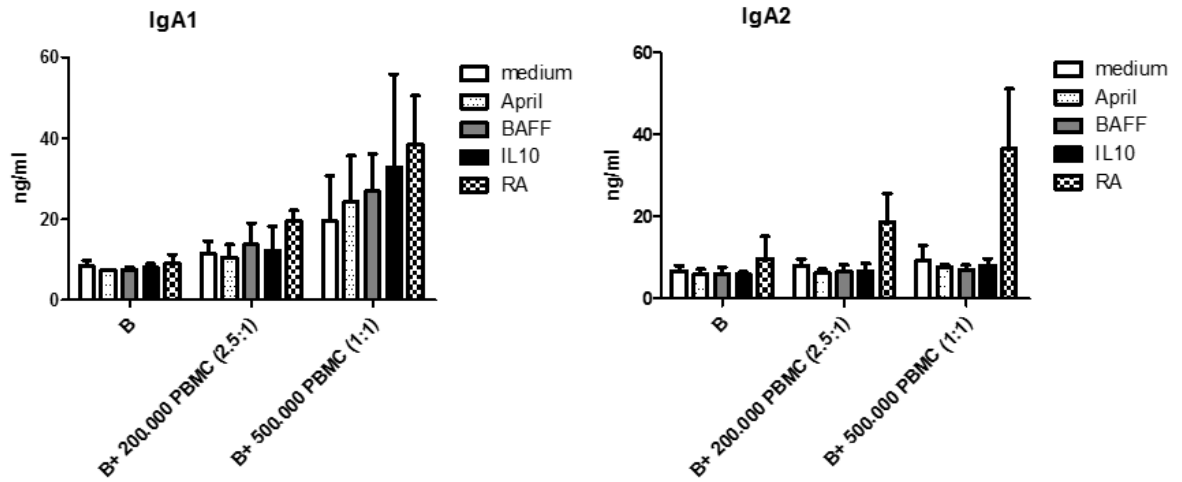 IgA1
60
40
20
0
ng/ml
medium
April
BAFF
IL10
RA
B
B+ 200.000 PBMC (2.5:1)
B+ 500.000 PBMC (1:1)
IgA2
60
40
20
0
ng/ml
medium
April
BAFF
IL10
RA
B
B+ 200.000 PBMC (2.5:1)
B+ 500.000 PBMC (1:1)